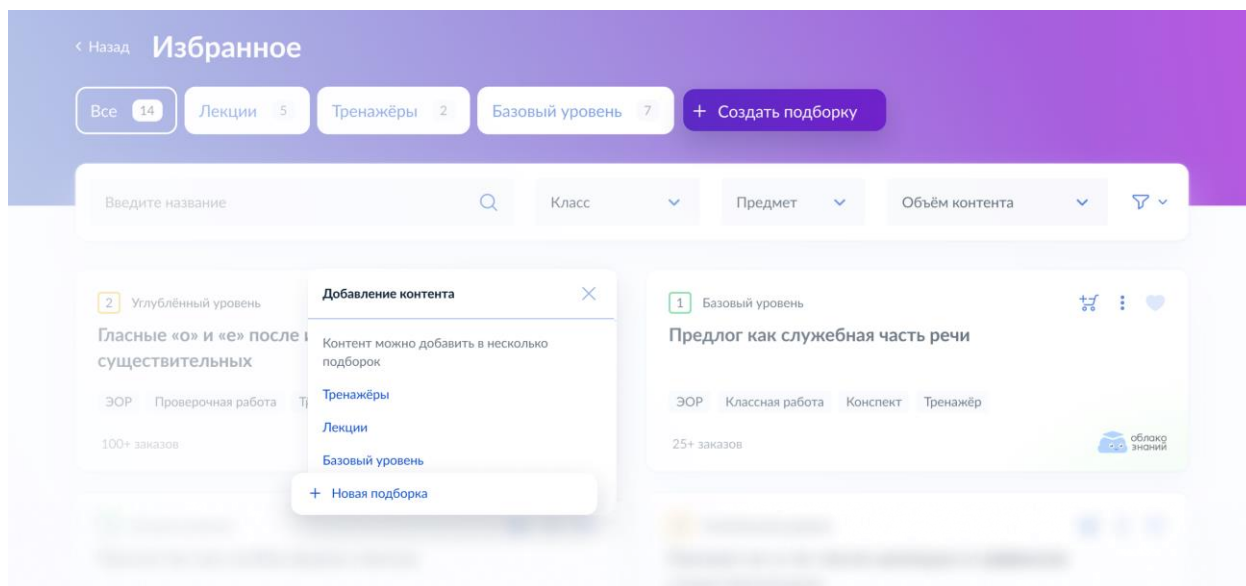 Назад Избранное
Все 14 Лекции 5 Тренажёры 2 Базовый уровень 7 + Создать подборку
Введите название Класс Предмет Объём контента
2 Углублённый уровень
Гласные «о» и «е» после
существительных
ЭОР Проверочная работа
100+ заказов
Добавление контента
Контент можно добавить в несколько
подборок
Тренажёры
Лекции
Базовый уровень
+ Новая подборка
1 Базовый уровень
Предлог как служебная часть речи
ЭОР Классная работа Конспект Тренажёр
25+ заказов
облако
знаний